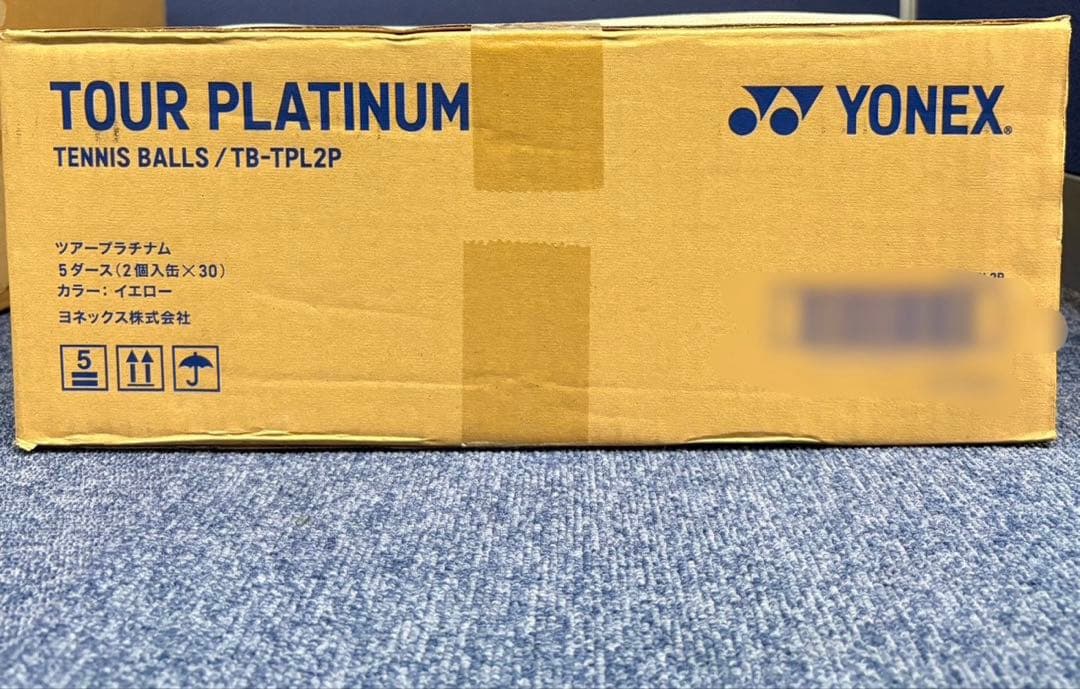 TOUR PLATINUM
TENNIS BALLS / TB-TPL2P
YONEX®
ツアープラチナム
5ダース(2個入缶×30)
カラー:イエロー
ヨネックス株式会社
5